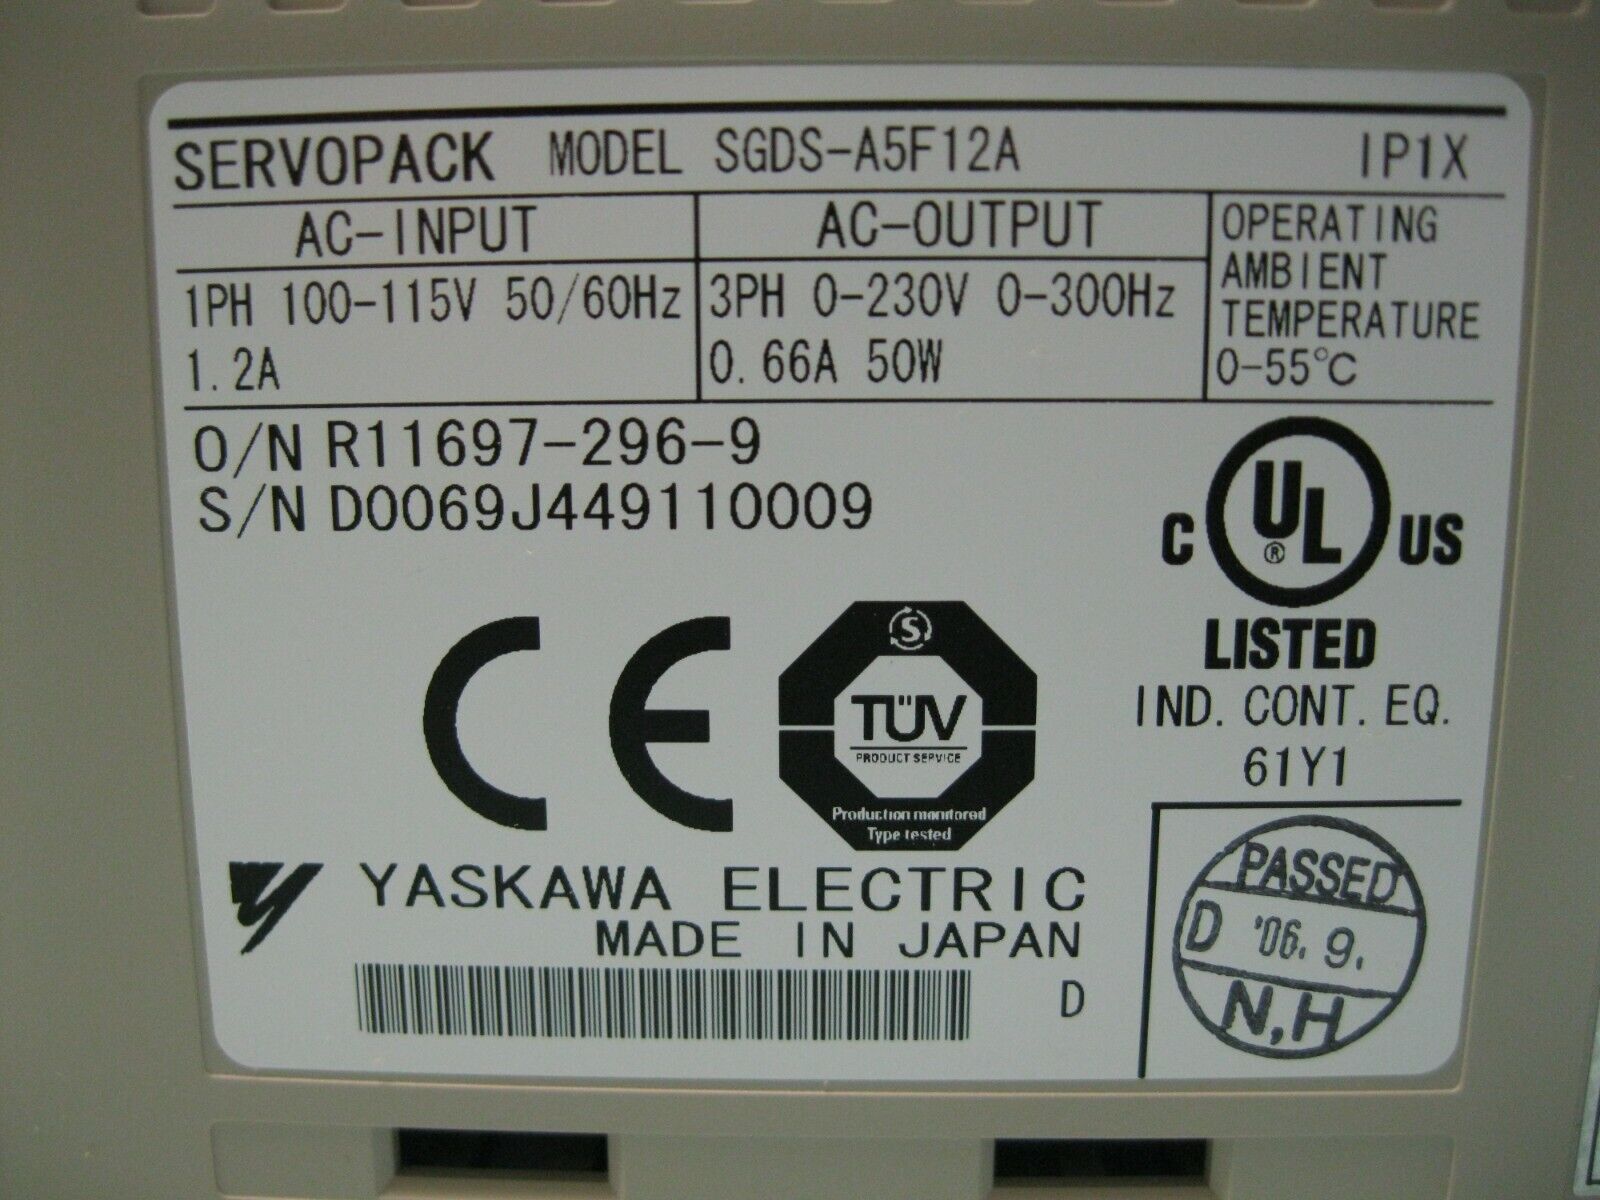 SERVOPACK MODEL SGDS-A5F12A IP1X
AC-INPUT
1PH 100-115V 50/60Hz
1.2A
AC-OUTPUT
3PH 0-230V 0-300Hz
0.66A 50W
OPERATING
AMBIENT
TEMPERATURE
0-55°C
O/N R11697-296-9
S/N D0069J449110009
C UL ® US
LISTED
IND. CONT. EQ.
61Y1
CE
S
TÜV
PRODUCT SERVICE
Production monitored
Type tested
YASKAWA ELECTRIC
MADE IN JAPAN
D
PASSED
D '06. 9.
N,H